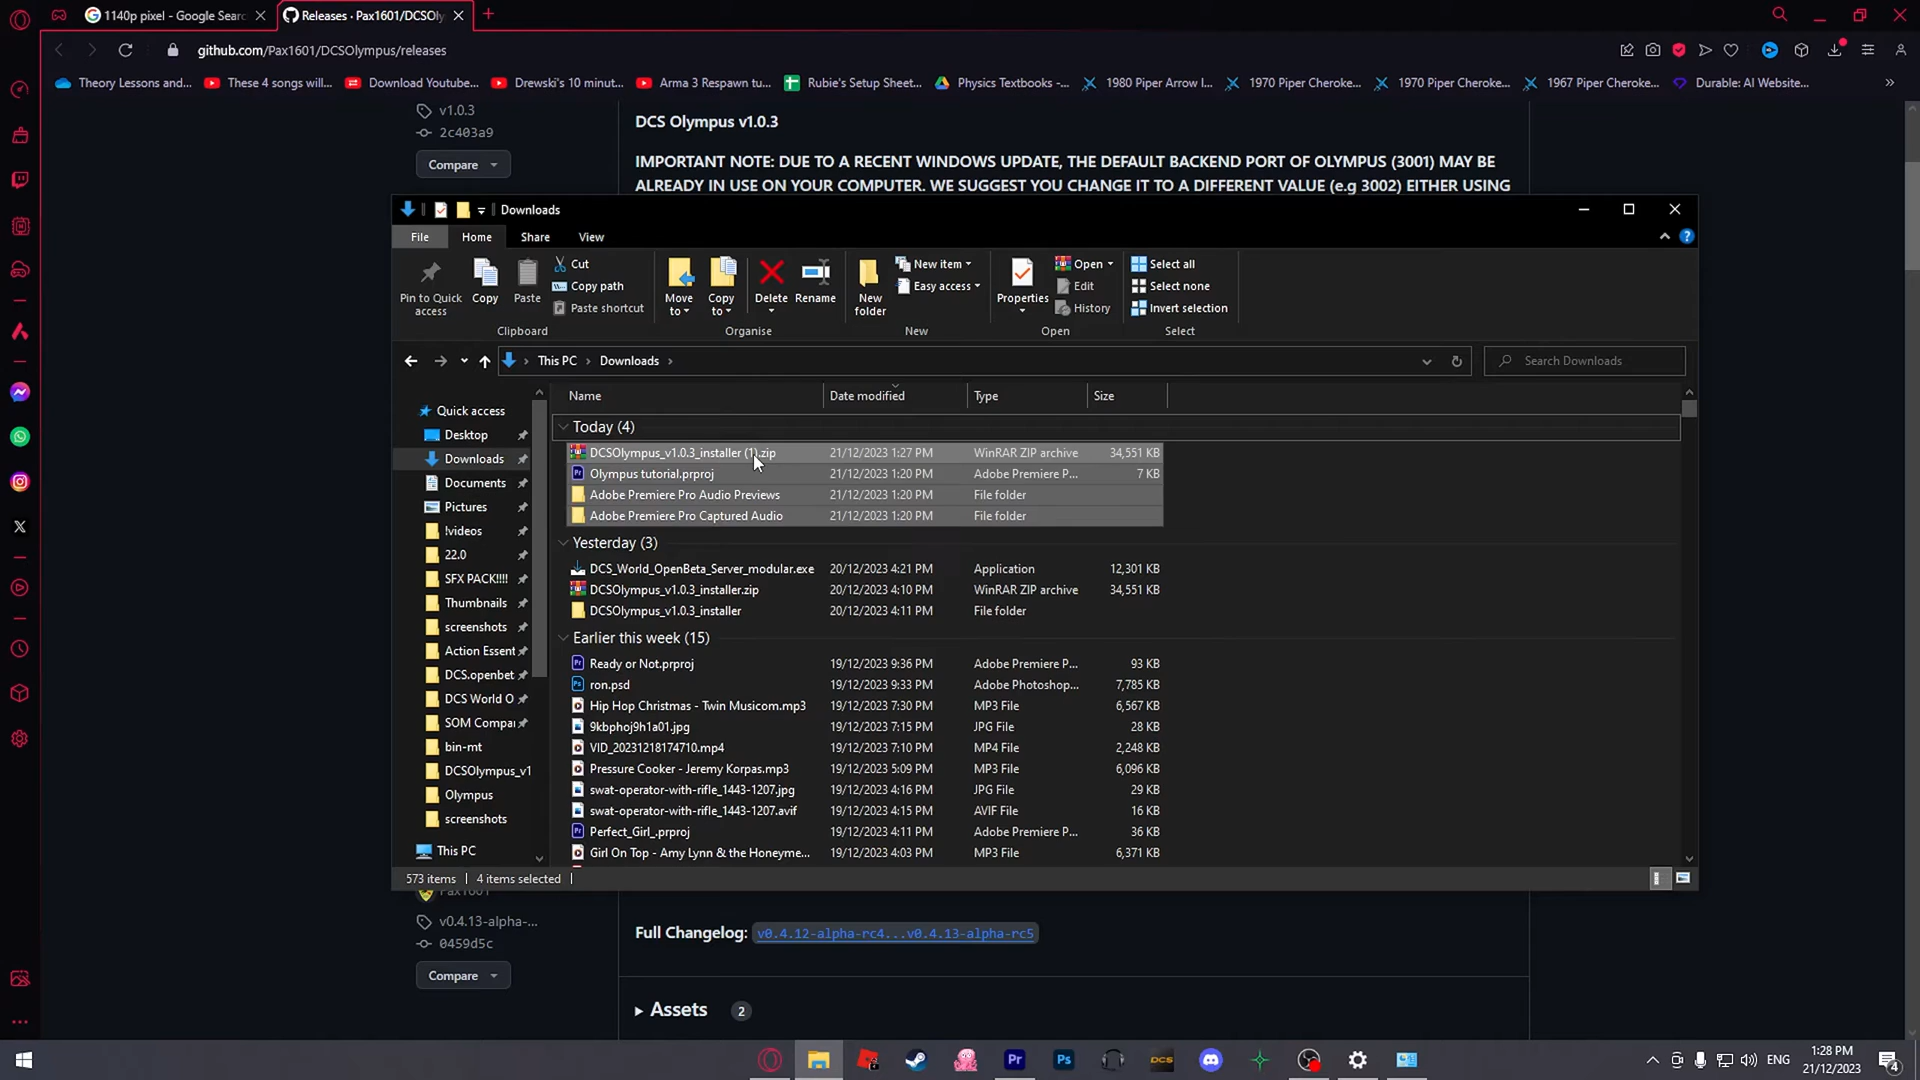 1140p pixel - Google Searc
Releases · Pax1601/DCSOly
github.com/Pax1601/DCSOlympus/releases
Theory Lessons and...
These 4 songs will...
Download Youtube...
Drewski's 10 minut...
Arma 3 Respawn tu...
Rubie's Setup Sheet...
Physics Textbooks -...
1980 Piper Arrow I...
1970 Piper Cheroke...
1970 Piper Cheroke...
1967 Piper Cheroke...
Durable: AI Website...
v1.0.3
2c403a9
Compare
DCS Olympus v1.0.3
IMPORTANT NOTE: DUE TO A RECENT WINDOWS UPDATE, THE DEFAULT BACKEND PORT OF OLYMPUS (3001) MAY BE
ALREADY IN USE ON YOUR COMPUTER. WE SUGGEST YOU CHANGE IT TO A DIFFERENT VALUE (e.g 3002) EITHER USING
Downloads
File Home Share View
Pin to Quick access
Copy
Paste
Cut
Copy path
Paste shortcut
Clipboard
Move to
Copy to
Delete
Rename
Organise
New folder
New item
Easy access
New
Properties
Open
Edit
History
Open
Select all
Select none
Invert selection
Select
This PC > Downloads >
Search Downloads
Name Date modified Type Size
Quick access
Desktop
Downloads
Documents
Pictures
!videos
22.0
SFX PACK!!!!
Thumbnails
screenshots
Action Essent
DCS.openbet
DCS World O
SOM Compa
bin-mt
DCSOlympus_v1
Olympus
screenshots
This PC
Today (4)
DCSOlympus_v1.0.3_installer (1).zip 21/12/2023 1:27 PM WinRAR ZIP archive 34,551 KB
Olympus tutorial.prproj 21/12/2023 1:20 PM Adobe Premiere P... 7 KB
Adobe Premiere Pro Audio Previews 21/12/2023 1:20 PM File folder
Adobe Premiere Pro Captured Audio 21/12/2023 1:20 PM File folder
Yesterday (3)
DCS_World_OpenBeta_Server_modular.exe 20/12/2023 4:21 PM Application 12,301 KB
DCSOlympus_v1.0.3_installer.zip 20/12/2023 4:10 PM WinRAR ZIP archive 34,551 KB
DCSOlympus_v1.0.3_installer 20/12/2023 4:11 PM File folder
Earlier this week (15)
Ready or Not.prproj 19/12/2023 9:36 PM Adobe Premiere P... 93 KB
ron.psd 19/12/2023 9:33 PM Adobe Photoshop... 7,785 KB
Hip Hop Christmas - Twin Musicom.mp3 19/12/2023 7:30 PM MP3 File 6,567 KB
9kbphoj9h1a01.jpg 19/12/2023 7:15 PM JPG File 28 KB
VID_20231218174710.mp4 19/12/2023 7:10 PM MP4 File 2,248 KB
Pressure Cooker - Jeremy Korpas.mp3 19/12/2023 5:09 PM MP3 File 6,096 KB
swat-operator-with-rifle_1443-1207.jpg 19/12/2023 4:16 PM JPG File 29 KB
swat-operator-with-rifle_1443-1207.avif 19/12/2023 4:15 PM AVIF File 16 KB
Perfect_Girl_.prproj 19/12/2023 4:11 PM Adobe Premiere P... 36 KB
Girl On Top - Amy Lynn & the Honeyme... 19/12/2023 4:03 PM MP3 File 6,371 KB
573 items 4 items selected
Pax1601
v0.4.13-alpha-...
0459d5c
Compare
Full Changelog: v0.4.12-alpha-rc4...v0.4.13-alpha-rc5
Assets 2
Pr
Ps
DCS
ENG
1:28 PM
21/12/2023
4